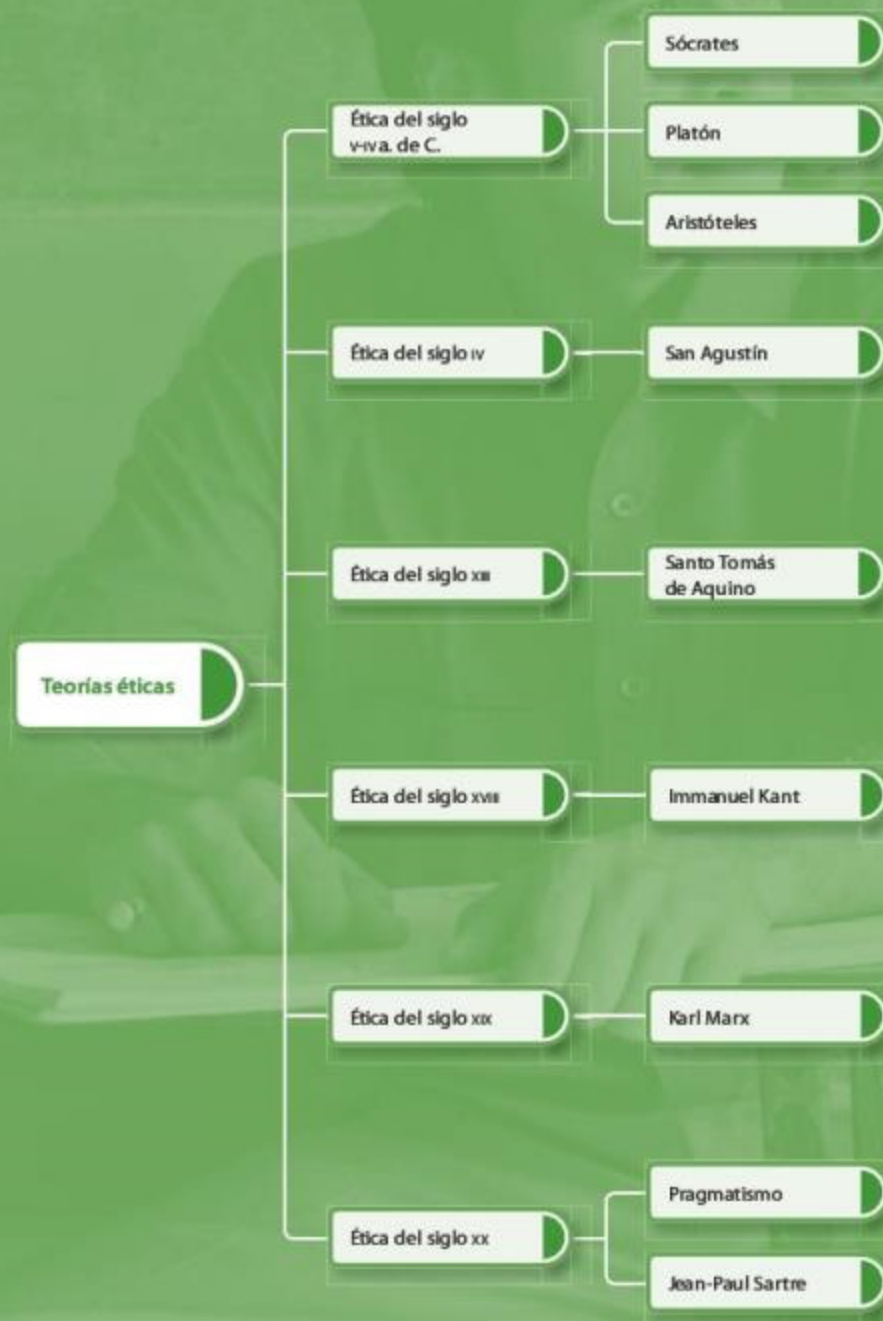 Teorías éticas
Ética del siglo
V-IV a. de C.
Sócrates
Platón
Aristóteles
Ética del siglo IV
San Agustín
Ética del siglo XIII
Santo Tomás
de Aquino
Ética del siglo XVIII
Immanuel Kant
Ética del siglo XIX
Karl Marx
Ética del siglo XX
Pragmatismo
Jean-Paul Sartre